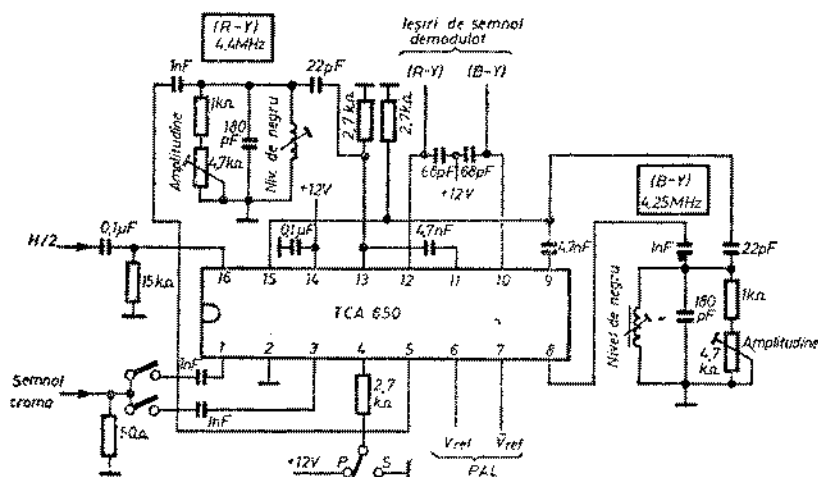 (R-Y)
4,4MHz
Ieșiri de semnal
demodulat
(R-Y)
(B-Y)
1nF
22pF
1kΩ
4,7kΩ
Amplitudine
180
pF
Niv. de negru
2,7kΩ
2,7kΩ
68pF
68pF
+12V
+12V
(B-Y)
4,25MHz
H/2
0,1µF
15kΩ
0,1µF
4,7nF
4,7nF
1nF
22pF
16
15
14
13
12
11
10
9
TCA 650
1
2
3
4
5
6
7
8
Nivel de negru
180
pF
1kΩ
4,7
kΩ
Amplitudine
Semnal
croma
1nF
1nF
50Ω
2,7
kΩ
+12V
P
S
Vref
Vref
PAL